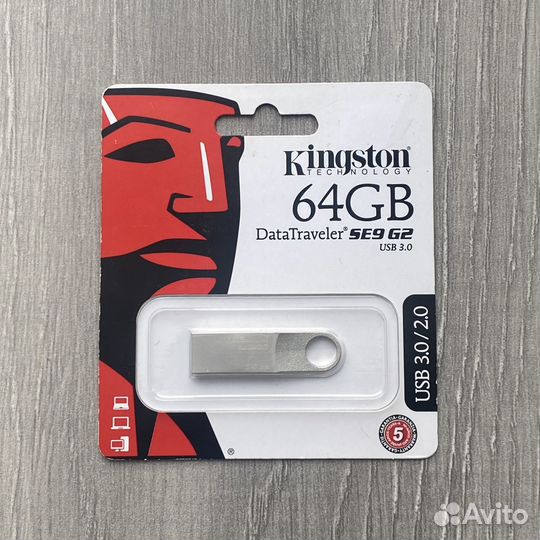 Kingston
TECHNOLOGY
64GB
DataTraveler® SE9 G2
USB 3.0
USB 3.0 / 2.0
5
®
Avito